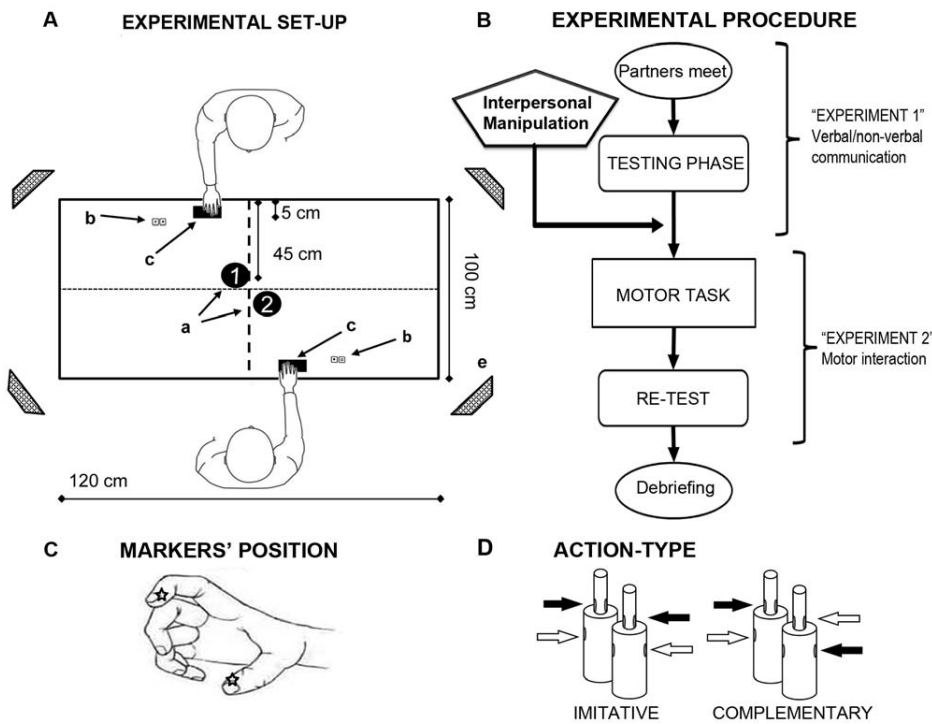 A
EXPERIMENTAL SET-UP
b
c
5 cm
45 cm
1
2
a
c
b
e
100 cm
120 cm
B
EXPERIMENTAL PROCEDURE
Partners meet
Interpersonal
Manipulation
TESTING PHASE
"EXPERIMENT 1"
Verbal/non-verbal
communication
MOTOR TASK
"EXPERIMENT 2'
Motor interaction
RE-TEST
Debriefing
C
MARKERS' POSITION
D
ACTION-TYPE
IMITATIVE
COMPLEMENTARY